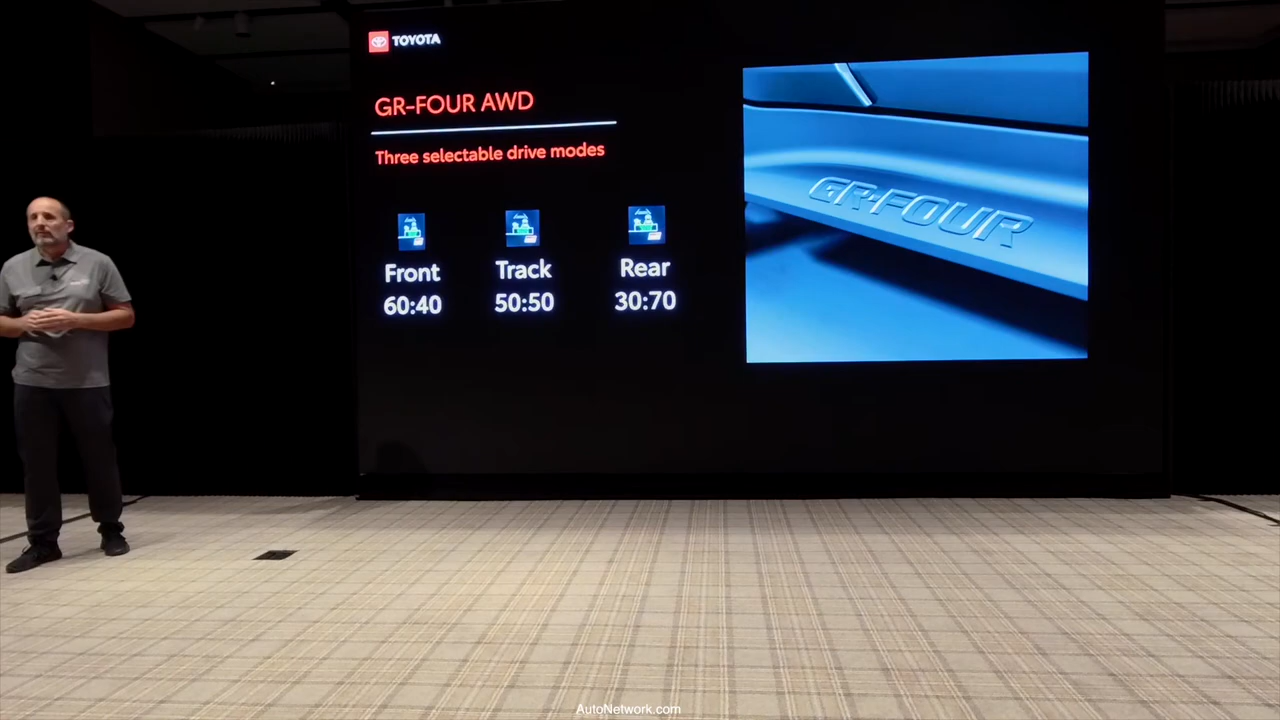 TOYOTA
GR-FOUR AWD
Three selectable drive modes
Front
60:40
Track
50:50
Rear
30:70
GR-FOUR
AutoNetwork.com